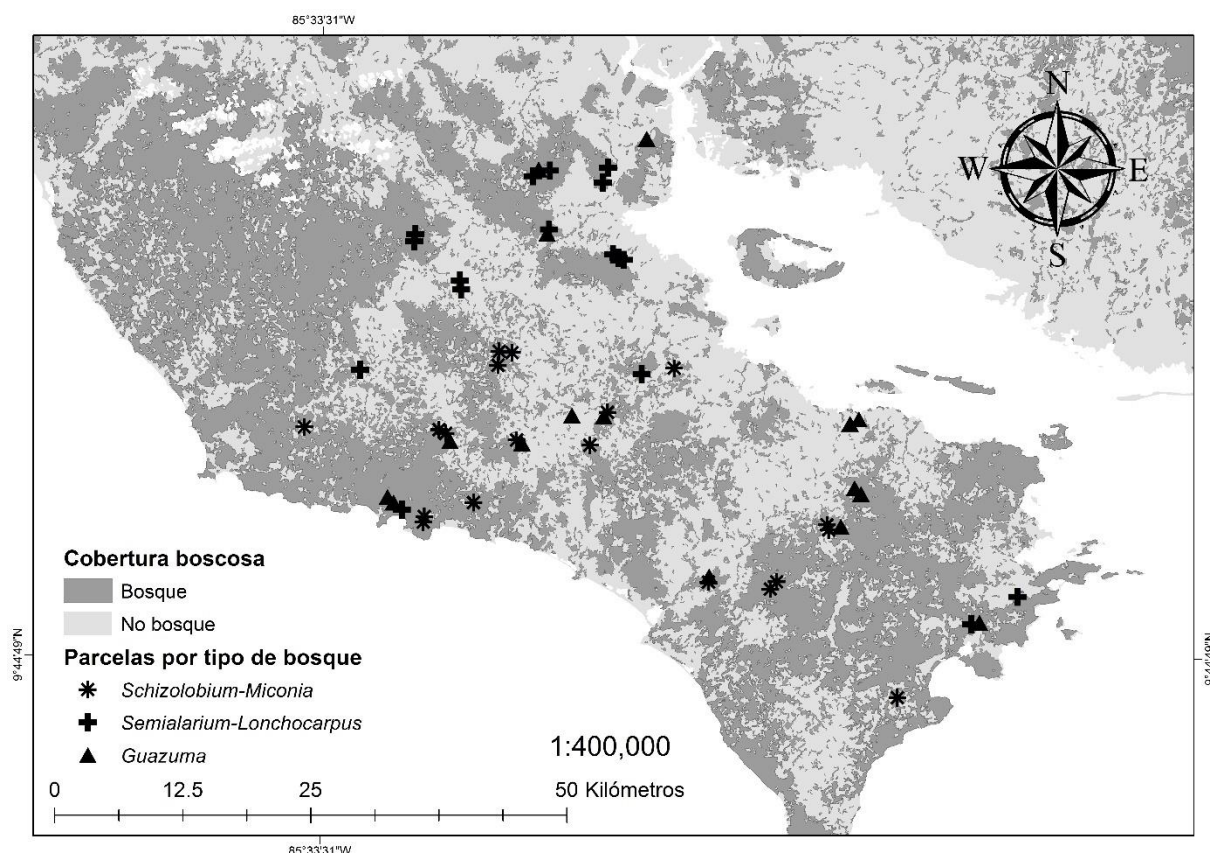 85°33'31"W
N
W
E
S
Cobertura boscosa
Bosque
No bosque
9°44'49"N
9°44'49"N
Parcelas por tipo de bosque
Schizolobium-Miconia
Semialarium-Lonchocarpus
Guazuma
1:400,000
0 12.5 25 50 Kilómetros
85°33'31"W